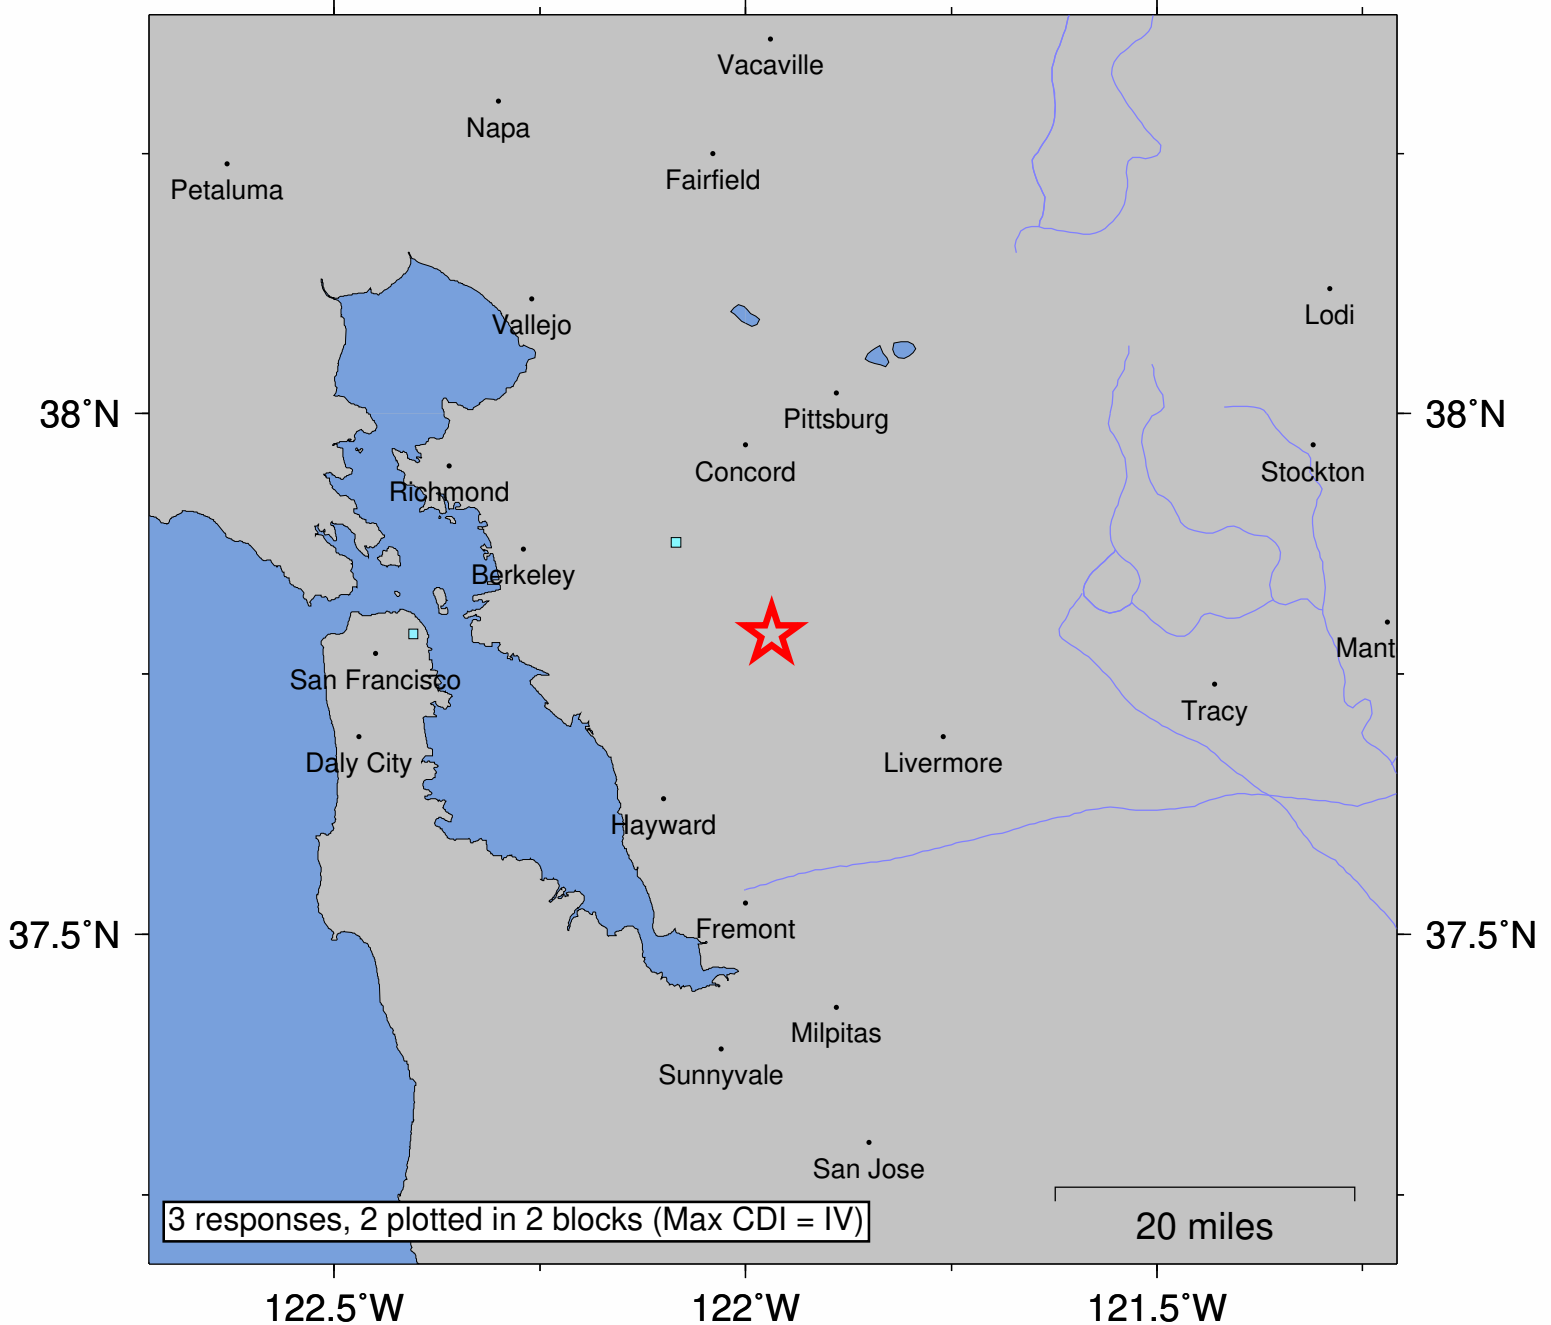 Vacaville
Napa
Fairfield
Petaluma
Lodi
Vallejo
38˚N
38˚N
Pittsburg
Concord
Stockton
Richmond
Berkeley
Mant
San Francisco
Tracy
Daly City
Livermore
Hayward
Fremont
37.5˚N
37.5˚N
Milpitas
Sunnyvale
San Jose
3 responses, 2 plotted in 2 blocks (Max CDI = IV)
20 miles
122.5˚W
122˚W
121.5˚W